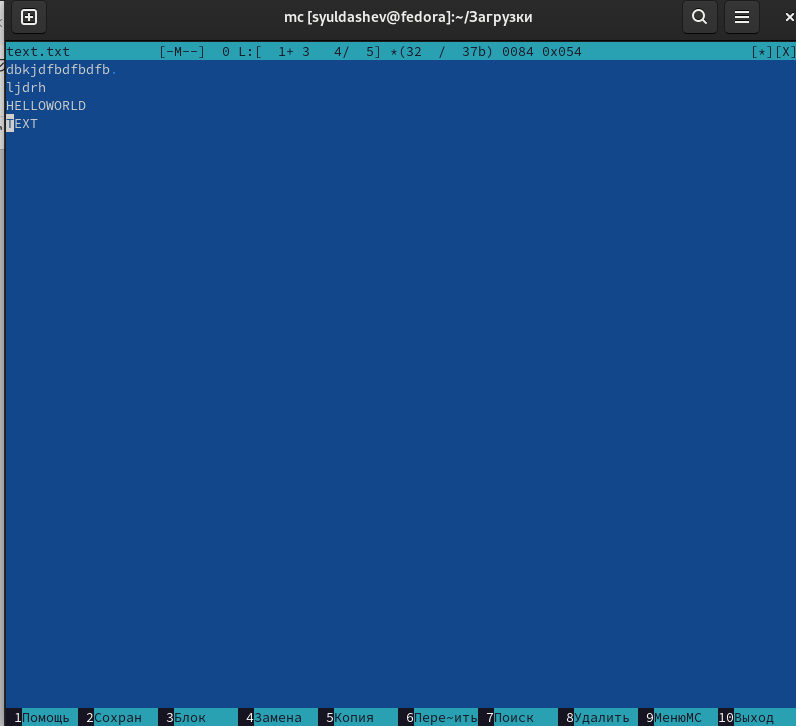 mc [syuldashev@fedora]:~/Загрузки
text.txt [-M--] 0 L:[ 1+ 3 4/ 5] *(32 / 37b) 0084 0x054 [*][X]
dbkjdfbdfbdfb.
ljdrh
HELLOWORLD
TEXT
1Помощь 2Сохран 3Блок 4Замена 5Копия 6Пере~ить 7Поиск 8Удалить 9МенюМС 10Выход